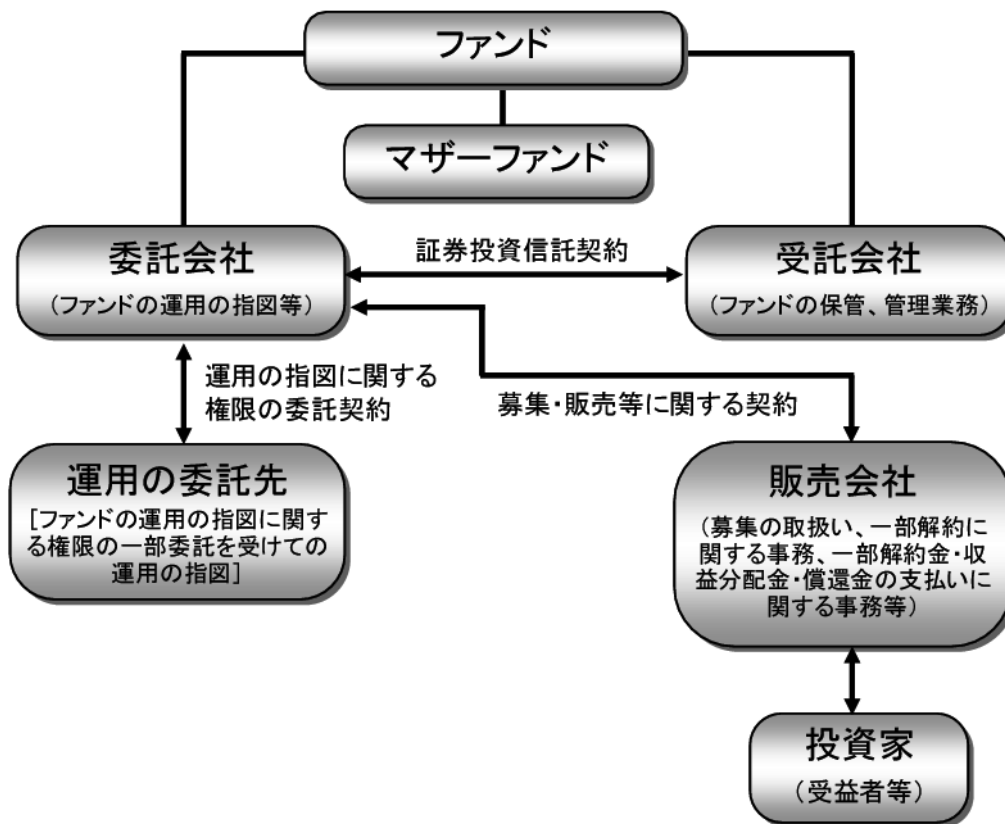 ファンド
マザーファンド
委託会社
(ファンドの運用の指図等)
証券投資信託契約
受託会社
(ファンドの保管、管理業務)
運用の指図に関する
権限の委託契約
募集・販売等に関する契約
運用の委託先
[ファンドの運用の指図に関す
る権限の一部委託を受けての
運用の指図]
販売会社
(募集の取扱い、一部解約に
関する事務、一部解約金・収
益分配金・償還金の支払いに
関する事務等)
投資家
(受益者等)